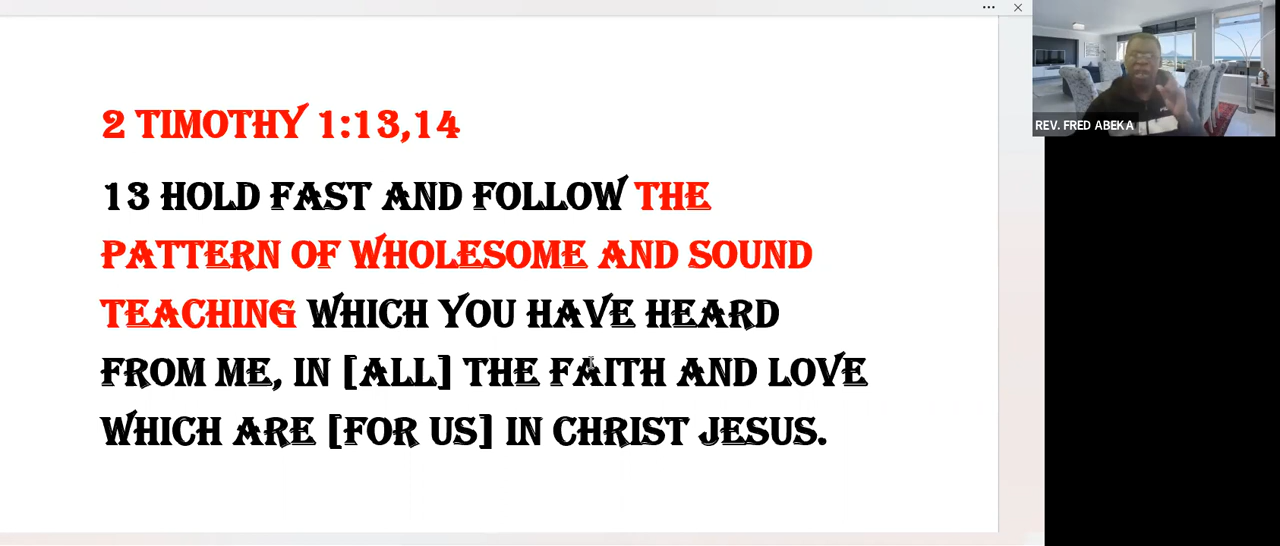 2 TIMOTHY 1:13,14
13 HOLD FAST AND FOLLOW THE
PATTERN OF WHOLESOME AND SOUND
TEACHING WHICH YOU HAVE HEARD
FROM ME, IN [ALL] THE FAITH AND LOVE
WHICH ARE [FOR US] IN CHRIST JESUS.
REV. FRED ABEKA